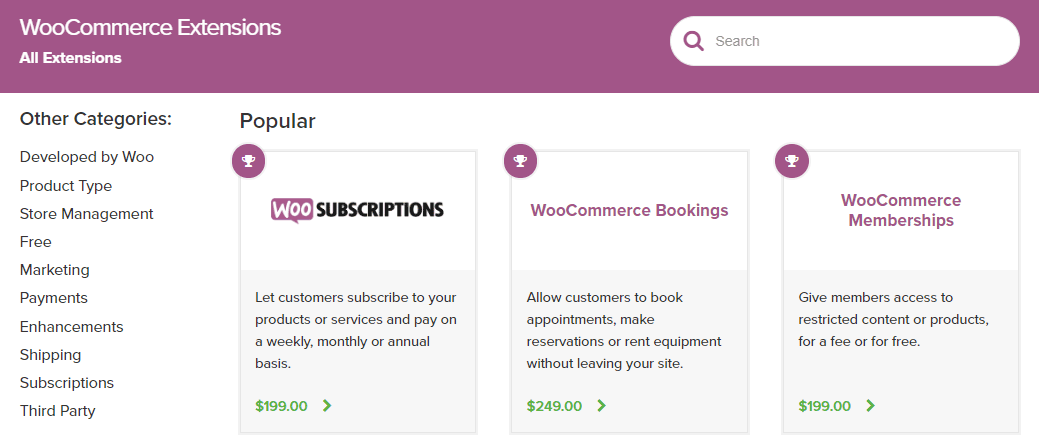 WooCommerce Extensions
All Extensions
Search
Other Categories:
Developed by Woo
Product Type
Store Management
Free
Marketing
Payments
Enhancements
Shipping
Subscriptions
Third Party
Popular
WOO SUBSCRIPTIONS
Let customers subscribe to your
products or services and pay on
a weekly, monthly or annual
basis.
$199.00
WooCommerce Bookings
Allow customers to book
appointments, make
reservations or rent equipment
without leaving your site.
$249.00
WooCommerce
Memberships
Give members access to
restricted content or products,
for a fee or for free.
$199.00